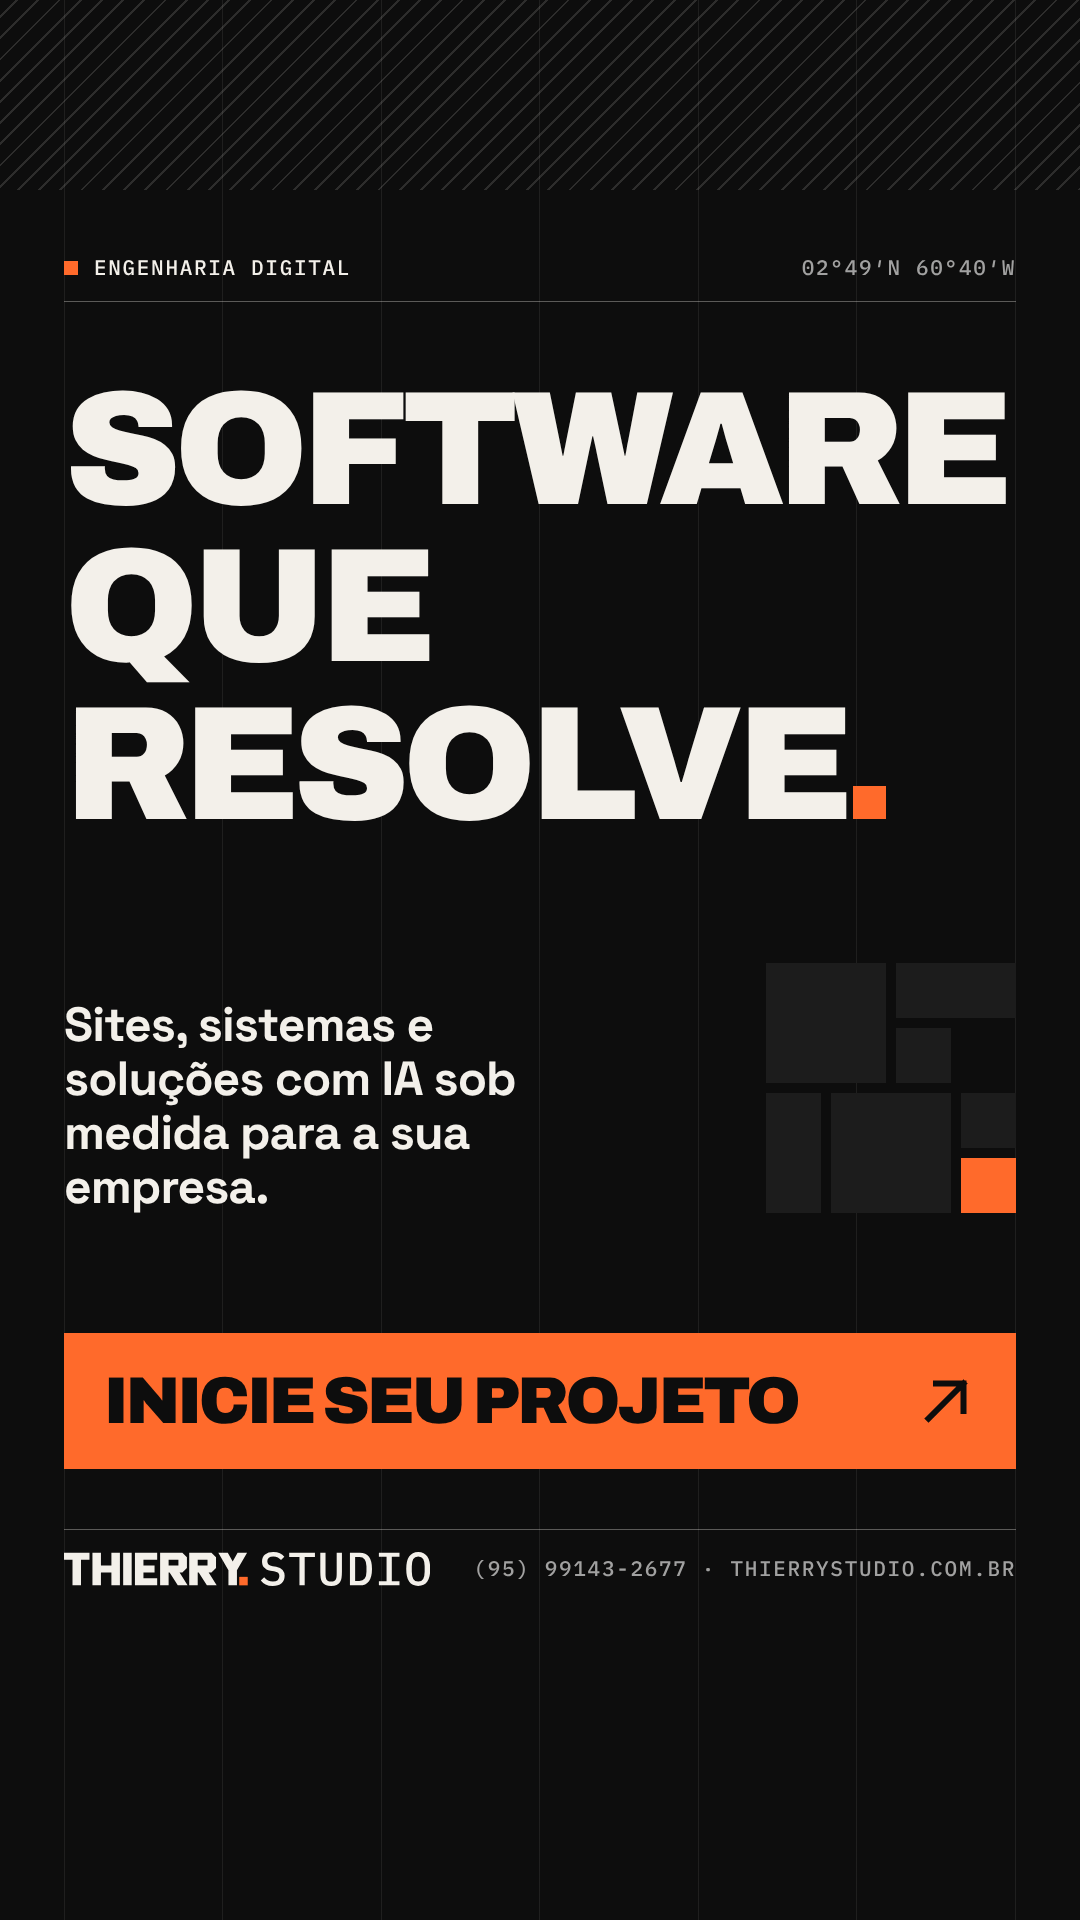 ENGENHARIA DIGITAL
02°49′N 60°40′W
SOFTWARE
QUE
RESOLVE.
Sites, sistemas e
soluções com IA sob
medida para a sua
empresa.
INICIE SEU PROJETO
THIERRY. STUDIO
(95) 99143-2677 · THIERRYSTUDIO.COM.BR